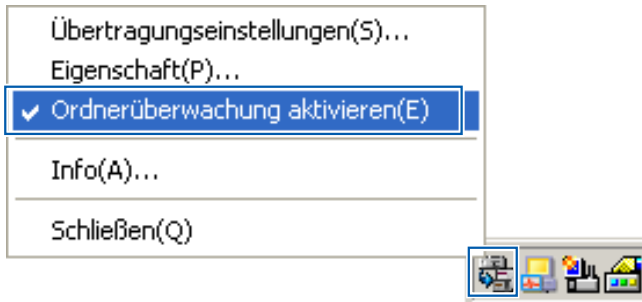 Übertragungseinstellungen(S)...
Eigenschaft(P)...
Ordnerüberwachung aktivieren(E)
Info(A)...
Schließen(Q)